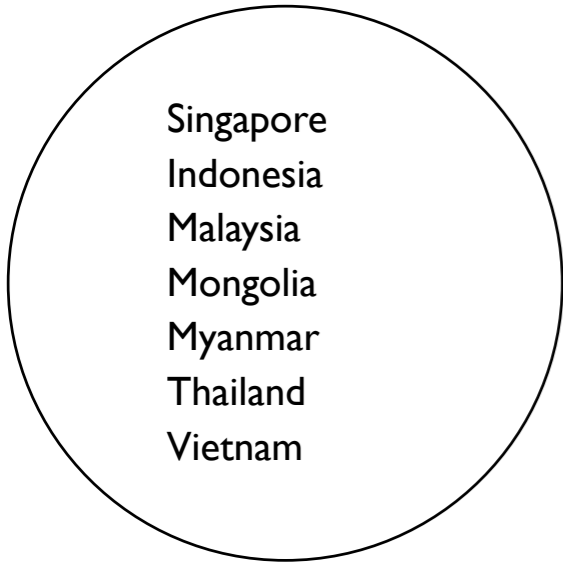 Singapore
Indonesia
Malaysia
Mongolia
Myanmar
Thailand
Vietnam